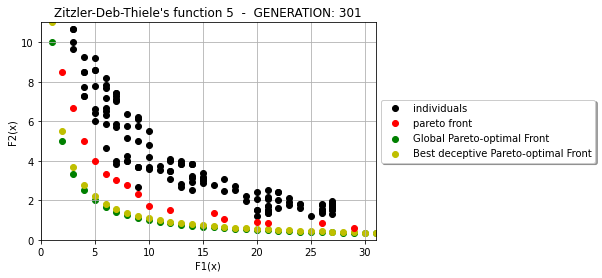 Zitzler-Deb-Thiele's function 5 - GENERATION: 301
10
8
6
4
2
0
F2(x)
0 5 10 15 20 25 30
F1(x)
individuals
pareto front
Global Pareto-optimal Front
Best deceptive Pareto-optimal Front